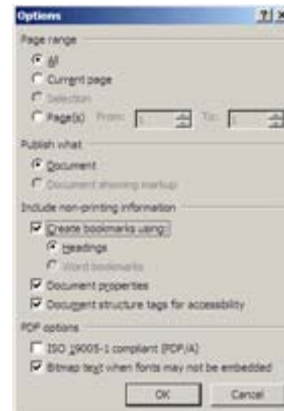 Options
Page range
All
Current page
Selection
Page(s) From: 1 To: 1
Publish what
Document
Document showing markup
Include non-printing information
Create bookmarks using:
Headings
Word bookmarks
Document properties
Document structure tags for accessibility
PDF options
ISO 19005-1 compliant (PDF/A)
Bitmap text when fonts may not be embedded
OK Cancel